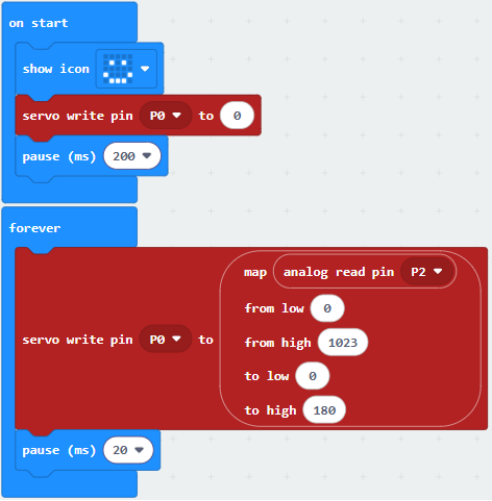 on start
show icon
servo write pin P0 to 0
pause (ms) 200
forever
map analog read pin P2
from low 0
from high 1023
servo write pin P0 to
to low 0
to high 180
pause (ms) 20